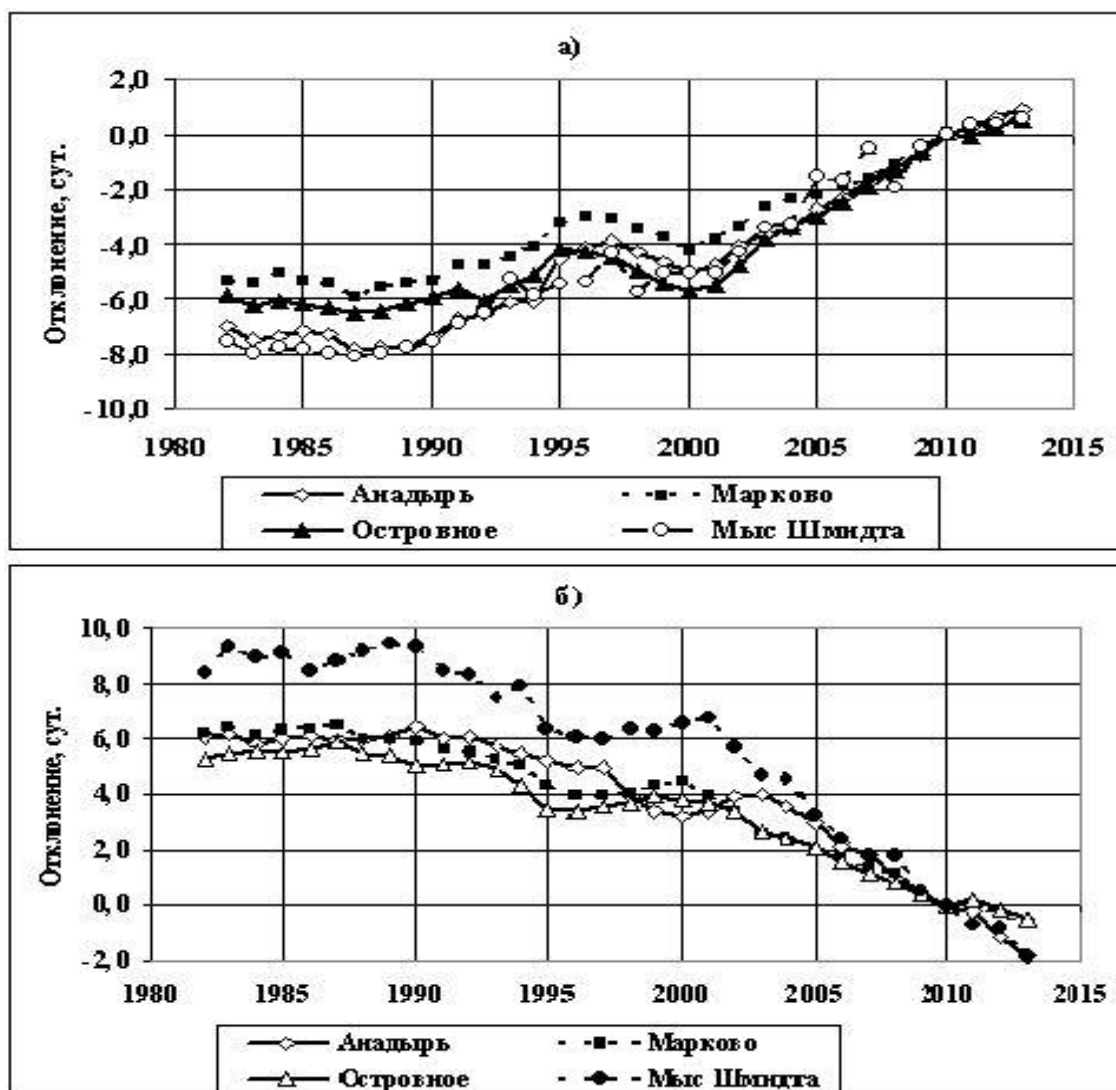 а)
Отклонение, сут.
2,0
0,0
-2,0
-4,0
-6,0
-8,0
-10,0
1980 1985 1990 1995 2000 2005 2010 2015
Анадырь Марково
Островное Мыс Шмидта
б)
Отклонение, сут.
10,0
8,0
6,0
4,0
2,0
0,0
-2,0
1980 1985 1990 1995 2000 2005 2010 2015
Анадырь Марково
Островное Мыс Шмидта